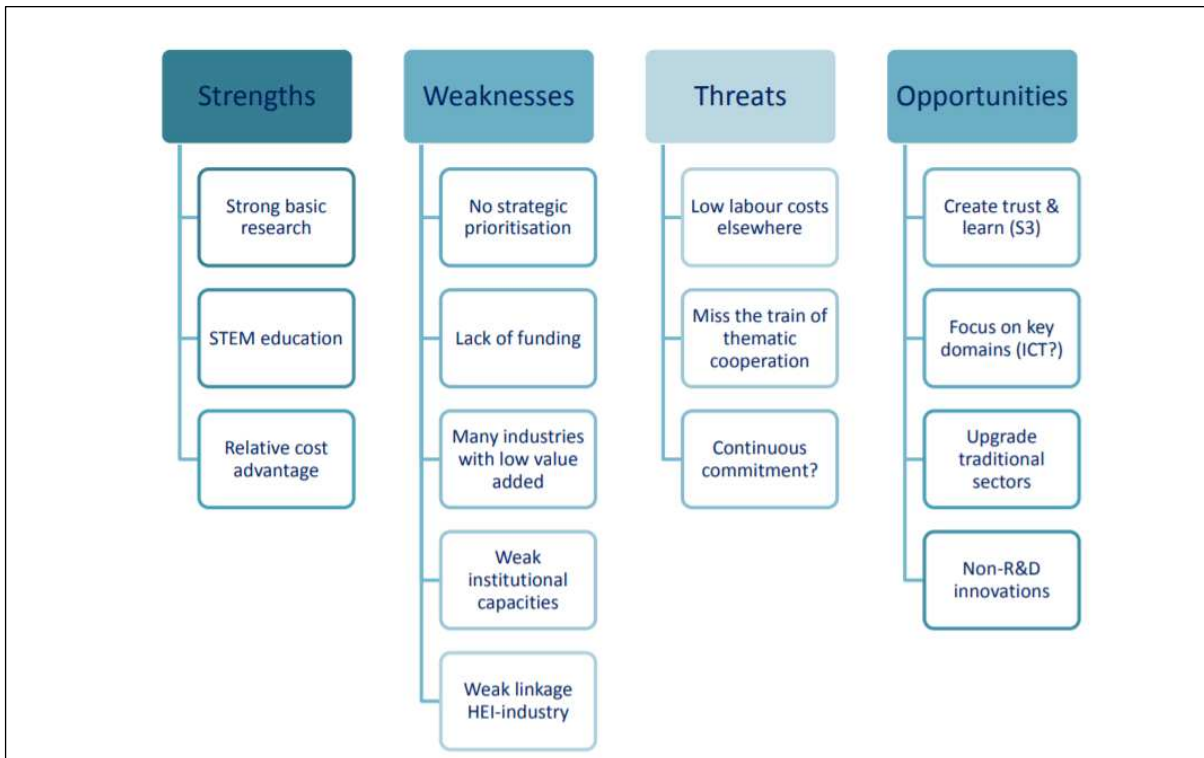 Strengths
Strong basic
research
STEM education
Relative cost
advantage
Weaknesses
No strategic
prioritisation
Lack of funding
Many industries
with low value
added
Weak
institutional
capacities
Weak linkage
HEI-industry
Threats
Low labour costs
elsewhere
Miss the train of
thematic
cooperation
Continuous
commitment?
Opportunities
Create trust &
learn (S3)
Focus on key
domains (ICT?)
Upgrade
traditional
sectors
Non-R&D
innovations